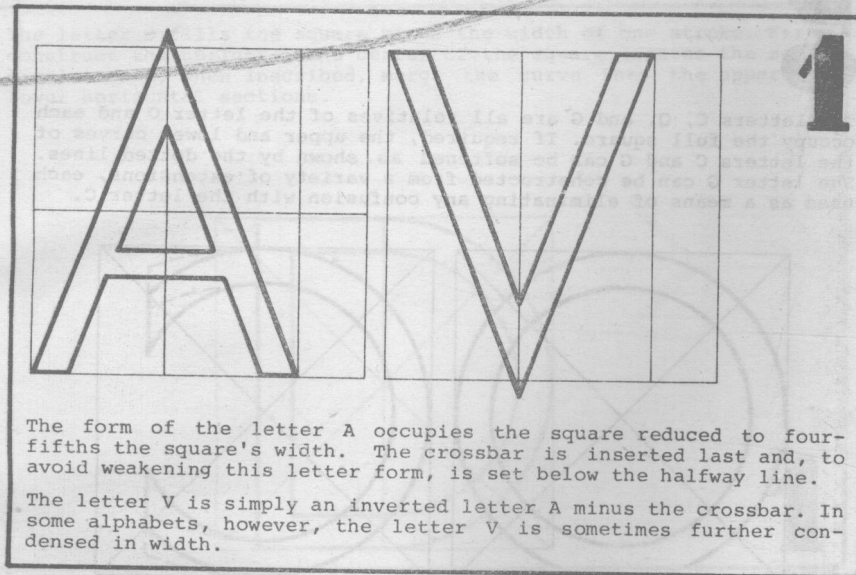 1
The form of the letter A occupies the square reduced to four-
fifths the square's width. The crossbar is inserted last and, to
avoid weakening this letter form, is set below the halfway line.
The letter V is simply an inverted letter A minus the crossbar. In
some alphabets, however, the letter V is sometimes further con-
densed in width.